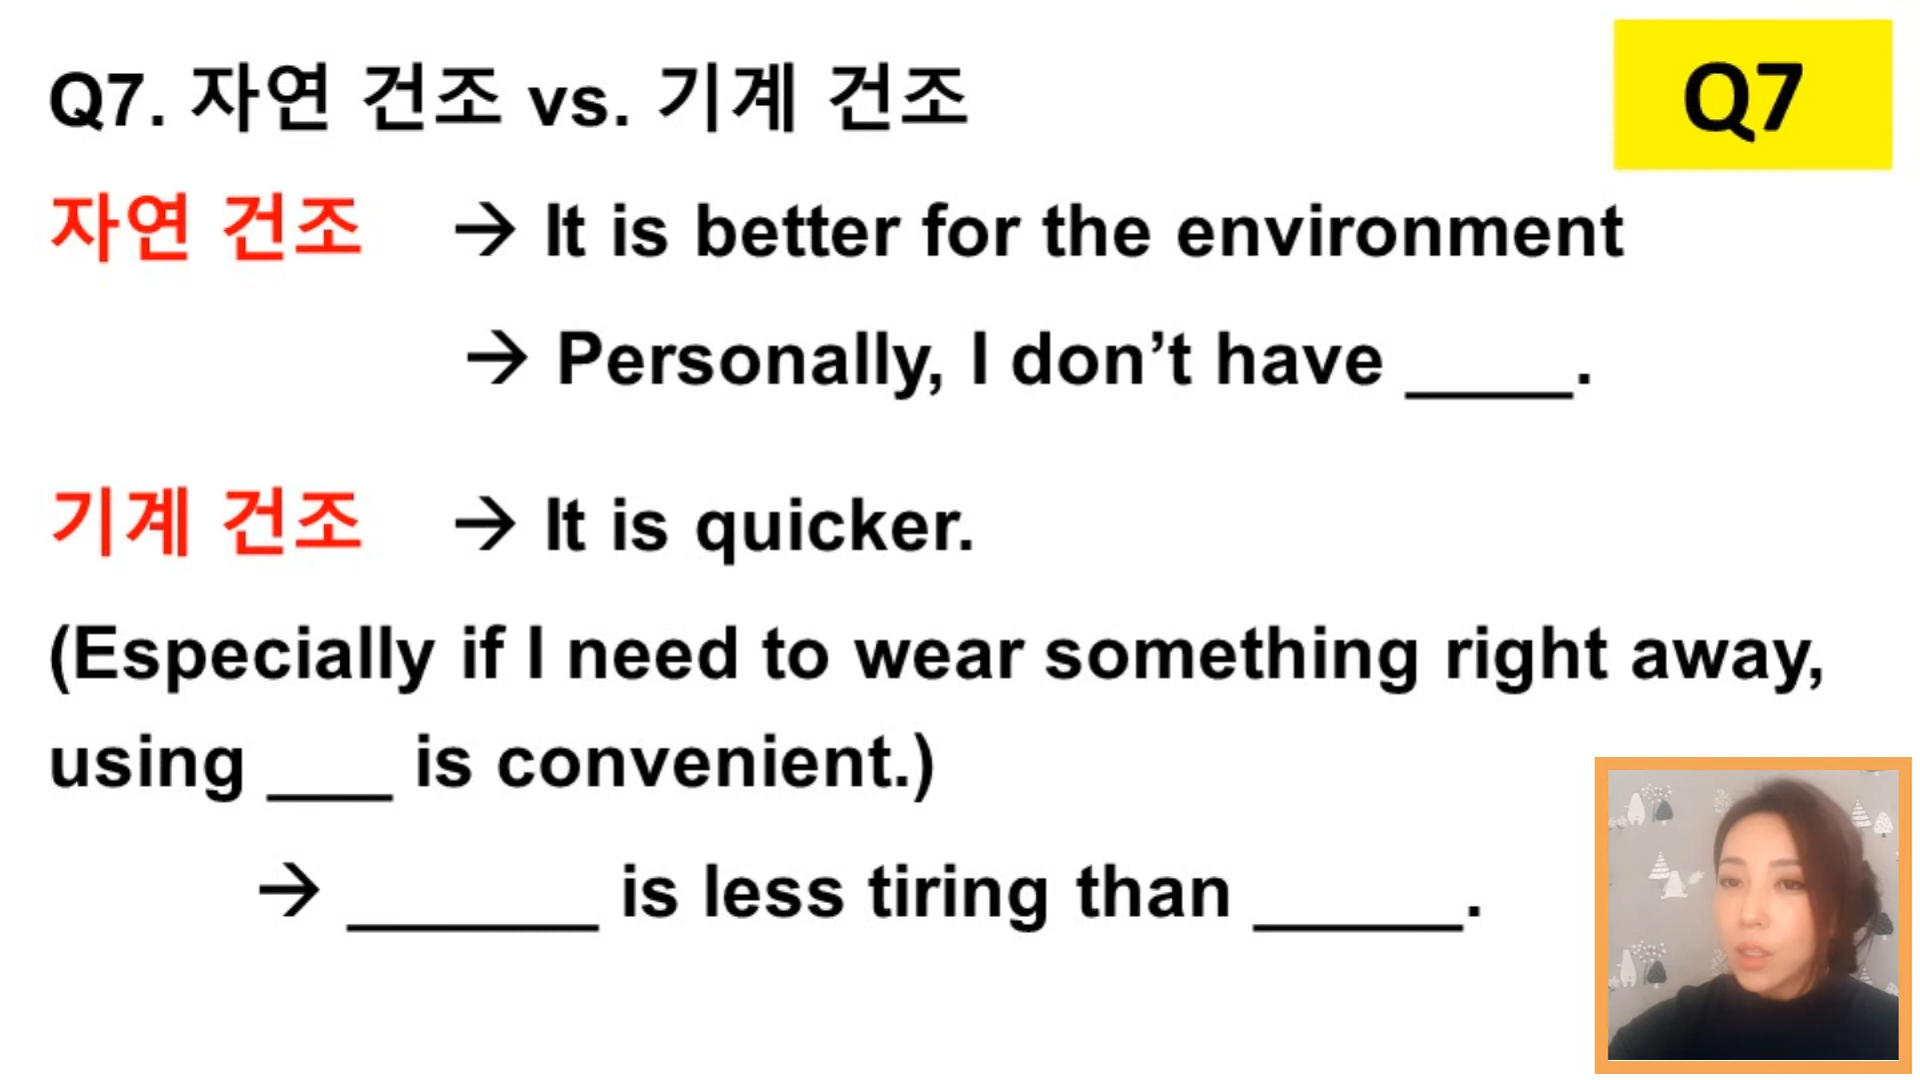 Q7. 자연 건조 vs. 기계 건조
Q7
자연 건조 → It is better for the environment
→ Personally, I don’t have ____.
기계 건조 → It is quicker.
(Especially if I need to wear something right away,
using ___ is convenient.)
→ ______ is less tiring than _____.